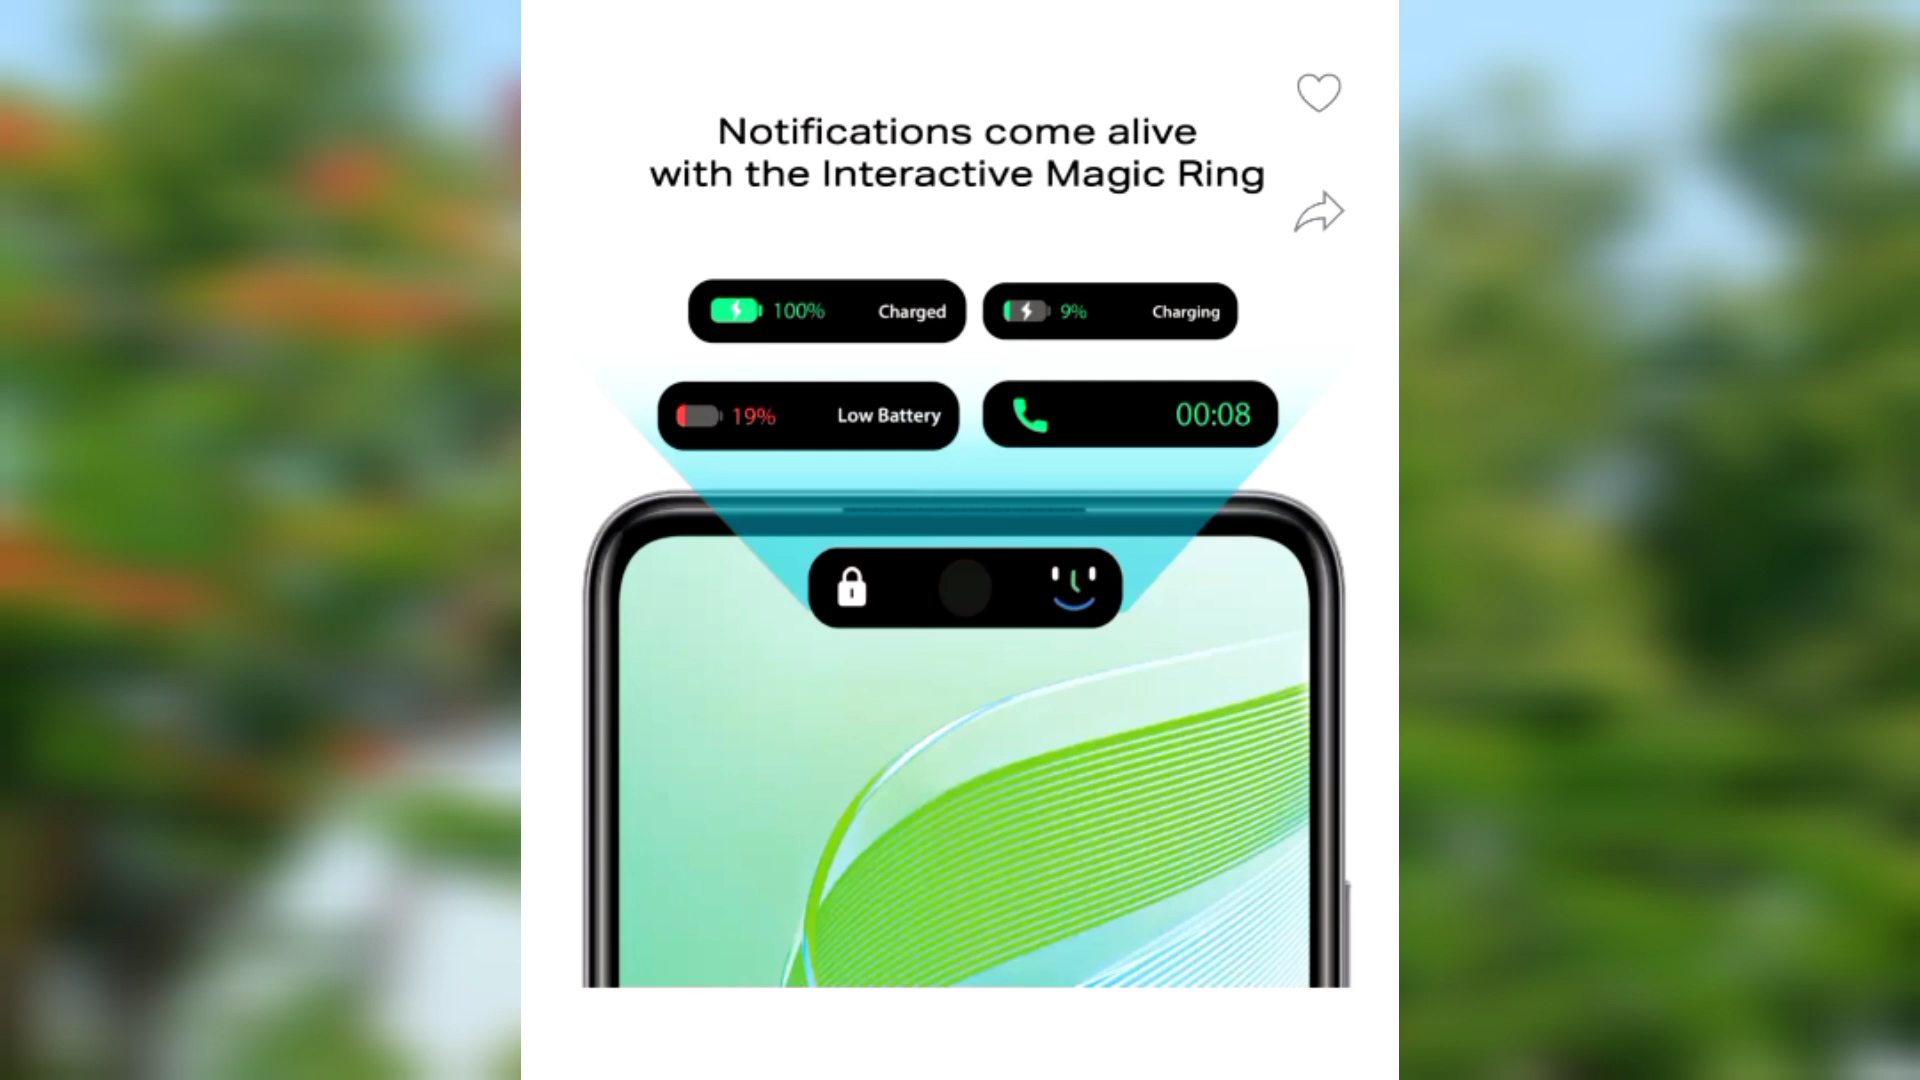 Notifications come alive
with the Interactive Magic Ring
100% Charged
9% Charging
19% Low Battery
00:08